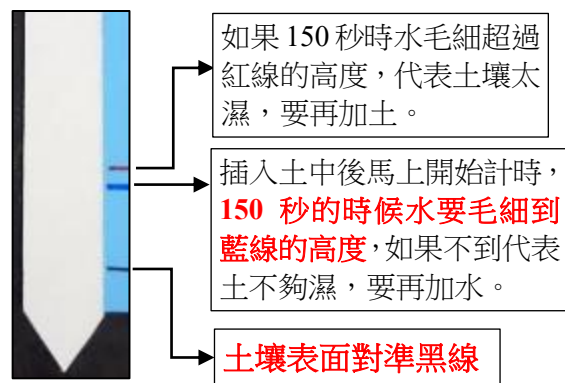 如果 150 秒時水毛細超過
紅線的高度，代表土壤太
濕，要再加土。
插入土中後馬上開始計時，
150 秒的時候水要毛細到
藍線的高度，如果不到代表
土不夠濕，要再加水。
土壤表面對準黑線